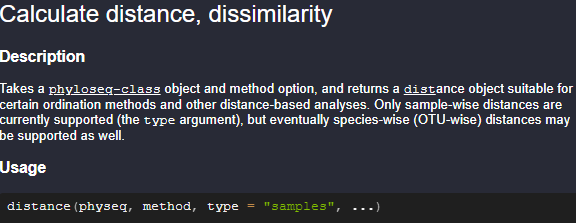 Calculate distance, dissimilarity
Description
Takes a phyloseq-class object and method option, and returns a distance object suitable for
certain ordination methods and other distance-based analyses. Only sample-wise distances are
currently supported (the type argument), but eventually species-wise (OTU-wise) distances may
be supported as well.
Usage
distance(physeq, method, type = "samples", ...)